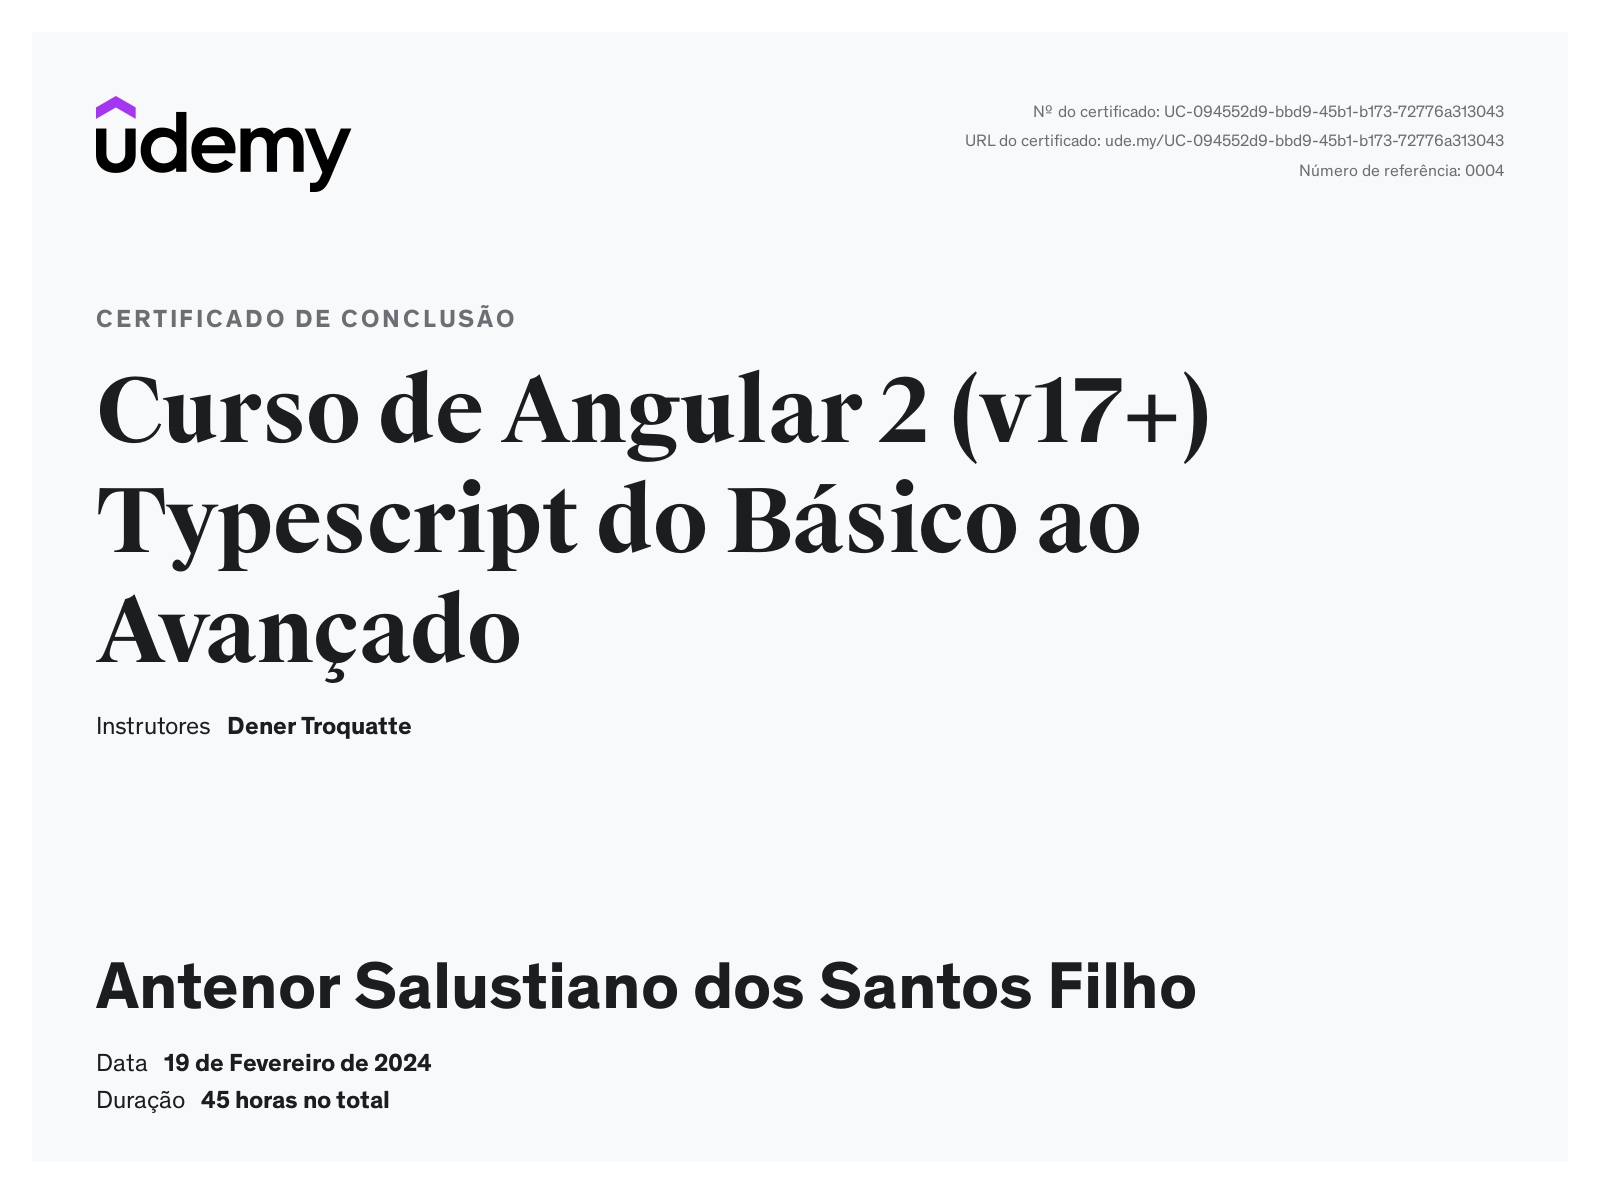 udemy
Nº do certificado: UC-094552d9-bbd9-45b1-b173-72776a313043
URL do certificado: ude.my/UC-094552d9-bbd9-45b1-b173-72776a313043
Número de referência: 0004
CERTIFICADO DE CONCLUSÃO
Curso de Angular 2 (v17+)
Typescript do Básico ao
Avançado
Instrutores Dener Troquatte
Antenor Salustiano dos Santos Filho
Data 19 de Fevereiro de 2024
Duração 45 horas no total